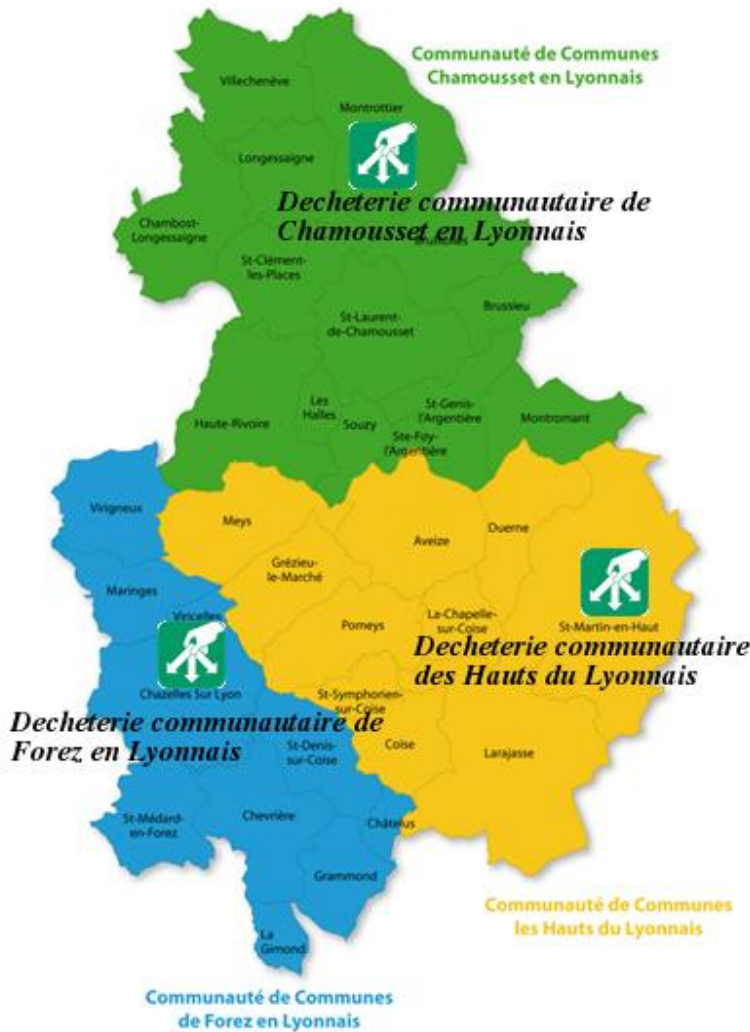 Communauté de Communes
Chamousset en Lyonnais
Villechenève
Montrottier
Longessaigne
Decheterie communautaire de
Chamousset en Lyonnais
Chambost-
Longessaigne
St-Clément-
les-Places
Brussieu
St-Laurent-
de-Chamousset
Les
Halles
Haute-Rivoire
Souzy
St-Genis-
l'Argentière
Ste-Foy-
l'Argentière
Montromant
Virigneux
Meys
Aveize
Duerne
Grézieu-
le-Marché
Maringes
Viricelles
Pomeys
La-Chapelle-
sur-Coise
St-Martin-en-Haut
Decheterie communautaire
des Hauts du Lyonnais
Chazelles Sur Lyon
St-Symphorien-
sur-Coise
Decheterie communautaire de
Forez en Lyonnais
St-Denis-
sur-Coise
Coise
Larajasse
St-Médard-
en-Forez
Chevrière
Châtelus
Grammond
La
Gimond
Communauté de Communes
les Hauts du Lyonnais
Communauté de Communes
de Forez en Lyonnais